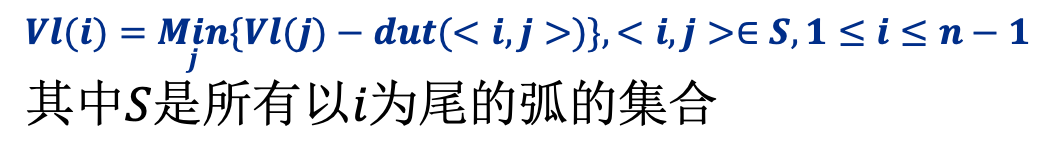 Vl(i) = Min{Vl(j) − dut(< i, j >)}, < i, j >∈ S, 1 ≤ i ≤ n − 1
j
其中S是所有以i为尾的弧的集合